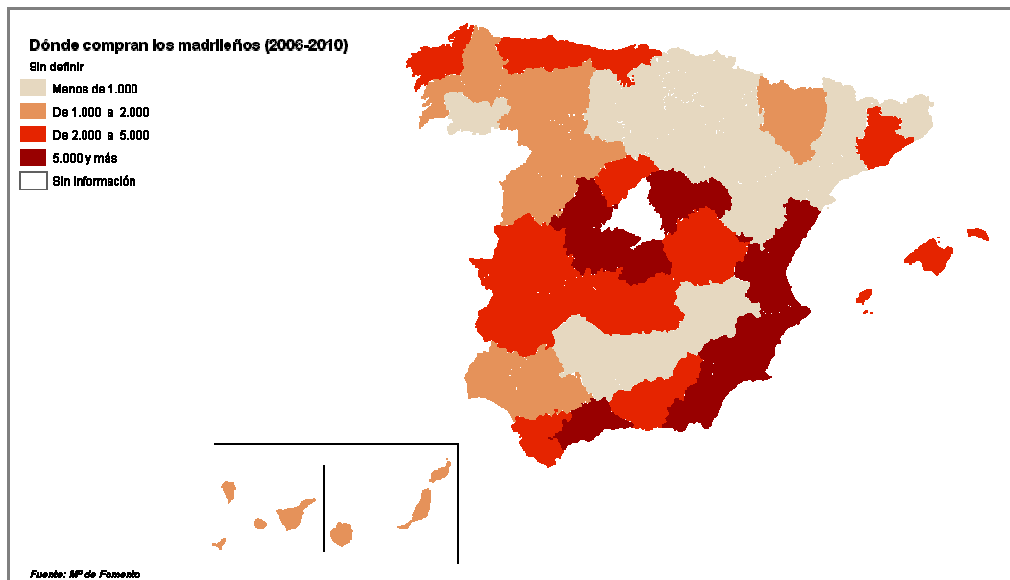 Dónde compran los madrileños (2006-2010)
Sin definir
Menos de 1.000
De 1.000 a 2.000
De 2.000 a 5.000
5.000 y más
Sin información
Fuente: Mº de Fomento